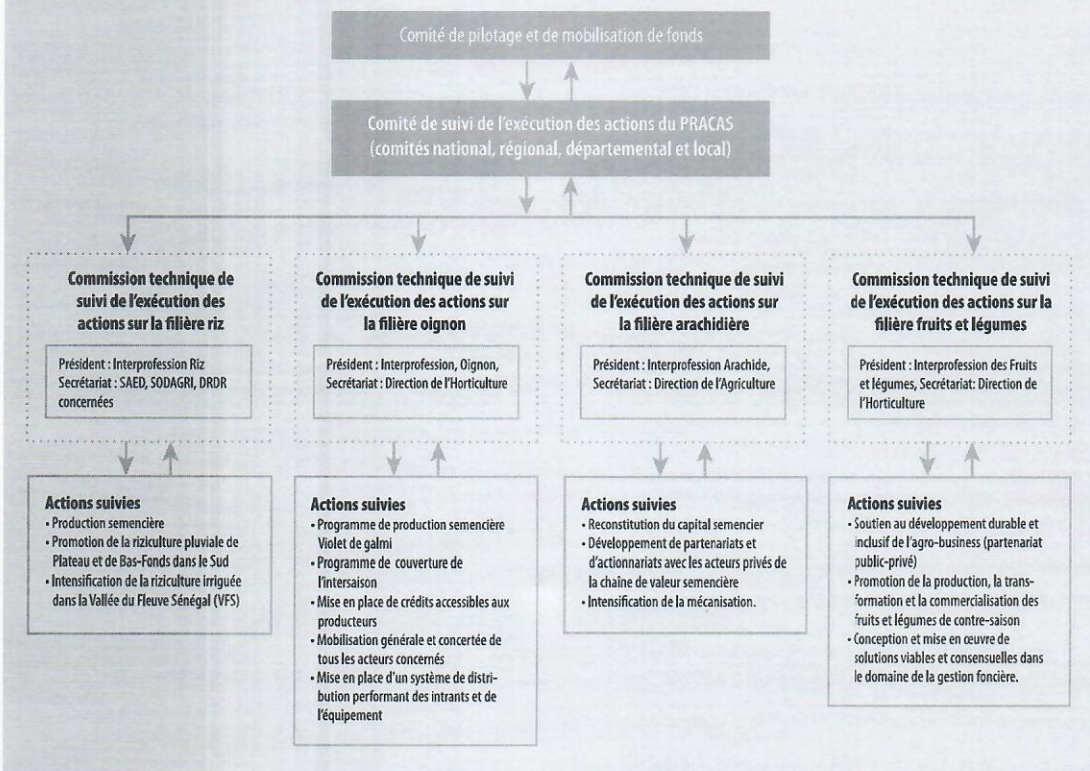 Comité de pilotage et de mobilisation de fonds
Comité de suivi de l'exécution des actions du PRACAS
(comités national, régional, départemental et local)
Commission technique de
suivi de l'exécution des
actions sur la filière riz
Président : Interprofession Riz
Secrétariat : SAED, SODAGRI, DRDR
concernées
Commission technique de suivi
de l'exécution des actions sur
la filière oignon
Président : Interprofession, Oignon,
Secrétariat : Direction de l'Horticulture
Commission technique de suivi
de l'exécution des actions sur
la filière arachidière
Président : Interprofession Arachide,
Secrétariat : Direction de l'Agriculture
Commission technique de suivi
de l'exécution des actions sur la
filière fruits et légumes
Président : Interprofession des Fruits
et légumes, Secrétariat: Direction de
l'Horticulture
Actions suivies
• Production semencière
• Promotion de la riziculture pluviale de
Plateau et de Bas-Fonds dans le Sud
• Intensification de la riziculture irriguée
dans la Vallée du Fleuve Sénégal (VFS)
Actions suivies
• Programme de production semencière
Violet de galmi
• Programme de couverture de
l'intersaison
• Mise en place de crédits accessibles aux
producteurs
• Mobilisation générale et concertée de
tous les acteurs concernés
• Mise en place d'un système de distri-
bution performant des intrants et de
l'équipement
Actions suivies
• Reconstitution du capital semencier
• Développement de partenariats et
d'actionnariats avec les acteurs privés de
la chaîne de valeur semencière
• Intensification de la mécanisation.
Actions suivies
• Soutien au développement durable et
inclusif de l'agro-business (partenariat
public-privé)
• Promotion de la production, la trans-
formation et la commercialisation des
fruits et légumes de contre-saison
• Conception et mise en œuvre de
solutions viables et consensuelles dans
le domaine de la gestion foncière.